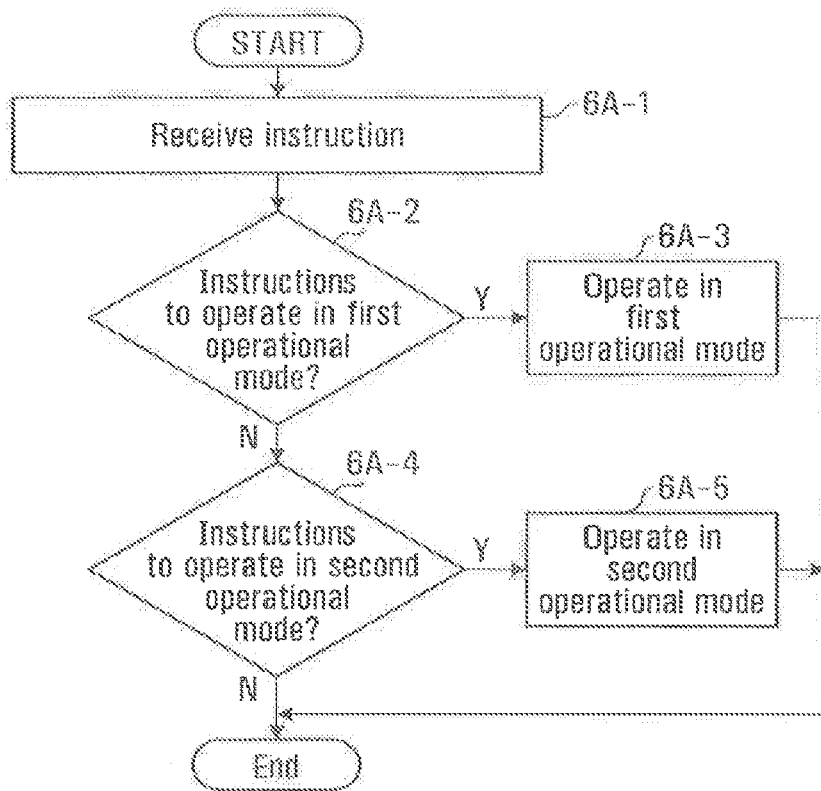 START
6A-1
Receive instruction
6A-2
Instructions
to operate in first
operational
mode?
Y
6A-3
Operate in
first
operational mode
N
6A-4
Instructions
to operate in second
operational
mode?
Y
6A-5
Operate in
second
operational mode
N
End